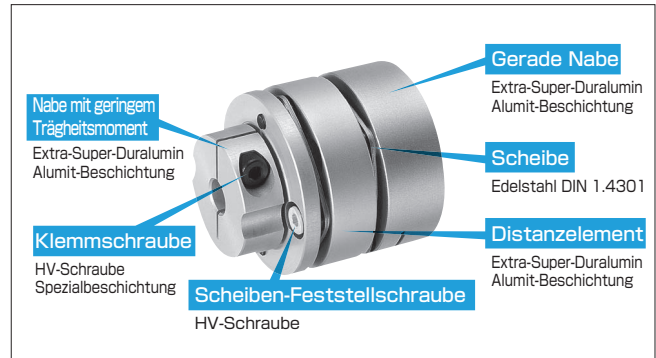 Gerade Nabe
Extra-Super-Duralumin
Alumit-Beschichtung
Nabe mit geringem
Trägheitsmoment
Extra-Super-Duralumin
Alumit-Beschichtung
Scheibe
Edelstahl DIN 1.4301
Klemmschraube
HV-Schraube
Spezialbeschichtung
Distanzelement
Extra-Super-Duralumin
Alumit-Beschichtung
Scheiben-Feststellschraube
HV-Schraube